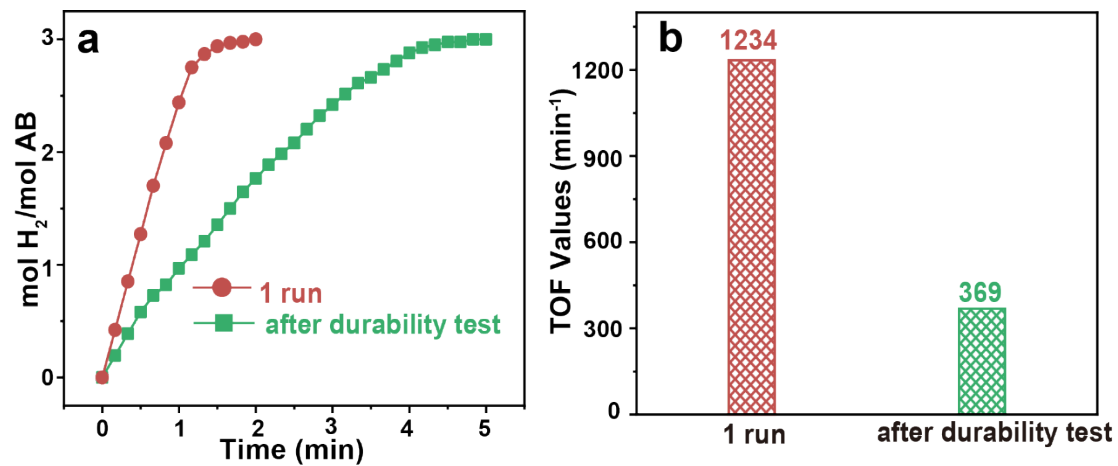 a
mol H₂/mol AB
3
2
1
0
1 run
after durability test
0 1 2 3 4 5
Time (min)
b
TOF Values (min⁻¹)
1200
900
600
300
0
1234
369
1 run after durability test